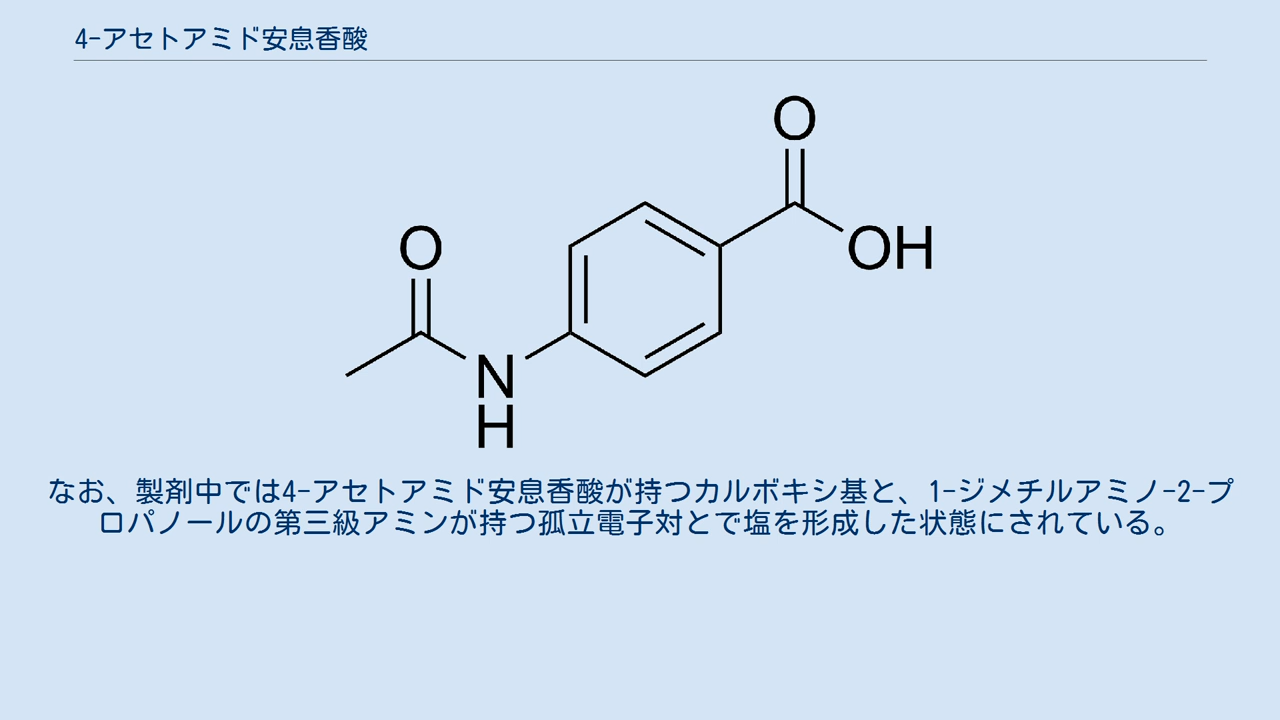 4-アセトアミド安息香酸
O
O
OH
N
H
なお、製剤中では4-アセトアミド安息香酸が持つカルボキシ基と、1-ジメチルアミノ-2-プ
ロパノールの第三級アミンが持つ孤立電子対とで塩を形成した状態にされている。